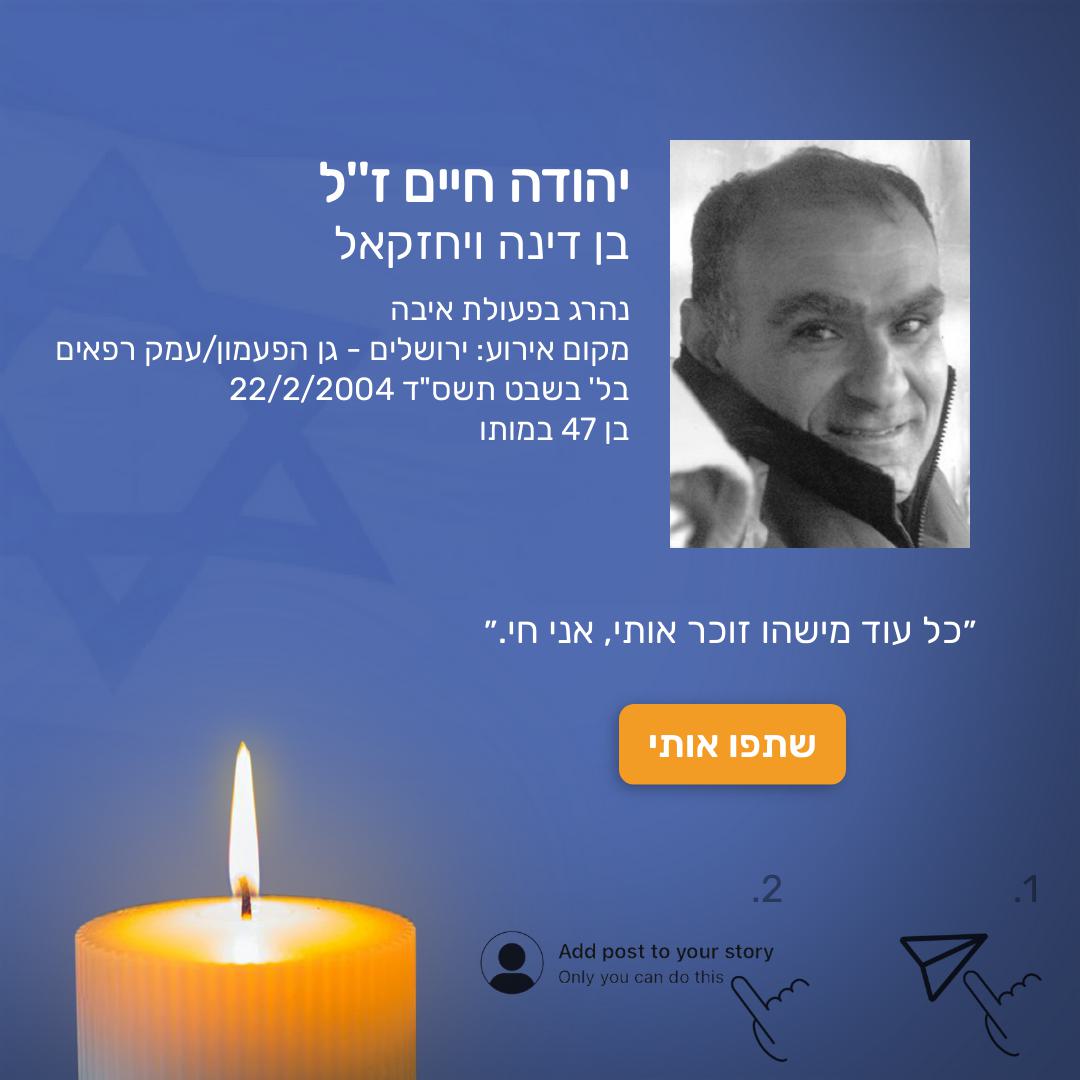 יהודה חיים ז"ל
בן דינה ויחזקאל
נהרג בפעולת איבה
מקום אירוע: ירושלים - גן הפעמון/עמק רפאים
בל' בשבט תשס"ד 22/2/2004
בן 47 במותו
״כל עוד מישהו זוכר אותי, אני חי.״
שתפו אותי
1.
2.
Add post to your story
Only you can do this